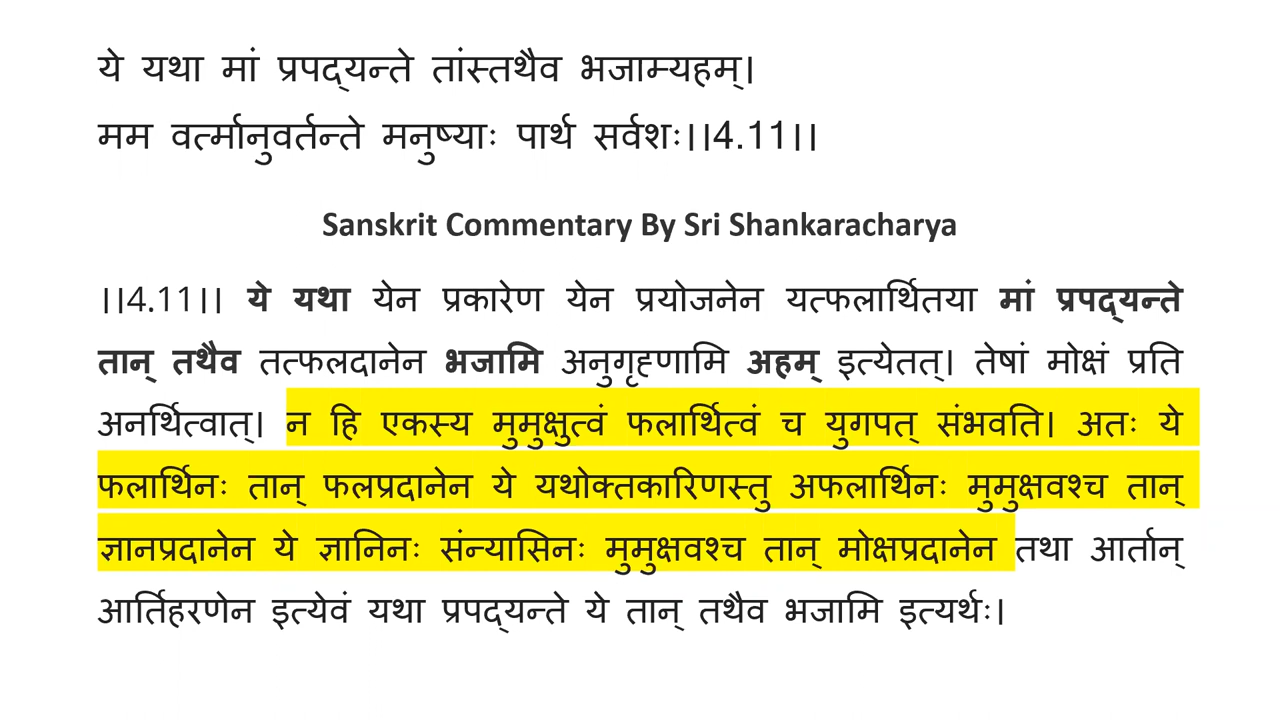 ये यथा मां प्रपद्यन्ते तांस्तथैव भजाम्यहम्।
मम वर्त्मानुवर्तन्ते मनुष्याः पार्थ सर्वशः।।4.11।।
Sanskrit Commentary By Sri Shankaracharya
।।4.11।। ये यथा येन प्रकारेण येन प्रयोजनेन यत्फलार्थितया मां प्रपद्यन्ते
तान् तथैव तत्फलदानेन भजामि अनुगृह्णामि अहम् इत्येतत्। तेषां मोक्षं प्रति
अनर्थित्वात्। न हि एकस्य मुमुक्षुत्वं फलार्थित्वं च युगपत् संभवति। अतः ये
फलार्थिनः तान् फलप्रदानेन ये यथोक्तकारिणस्तु अफलार्थिनः मुमुक्षवश्च तान्
ज्ञानप्रदानेन ये ज्ञानिनः संन्यासिनः मुमुक्षवश्च तान् मोक्षप्रदानेन तथा आर्तान्
आर्तिहरणेन इत्येवं यथा प्रपद्यन्ते ये तान् तथैव भजामि इत्यर्थः।